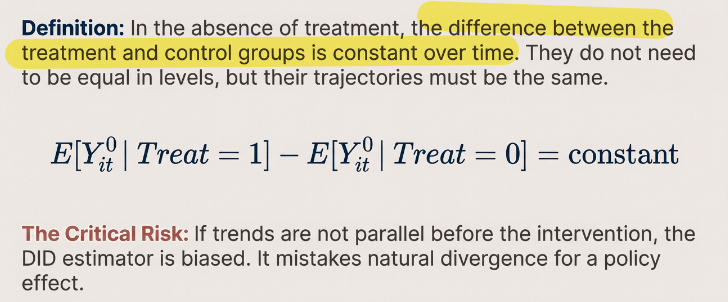 Definition: In the absence of treatment, the difference between the
treatment and control groups is constant over time. They do not need
to be equal in levels, but their trajectories must be the same.
E[Y⁰ᵢₜ | Treat = 1] − E[Y⁰ᵢₜ | Treat = 0] = constant
The Critical Risk: If trends are not parallel before the intervention, the
DID estimator is biased. It mistakes natural divergence for a policy
effect.